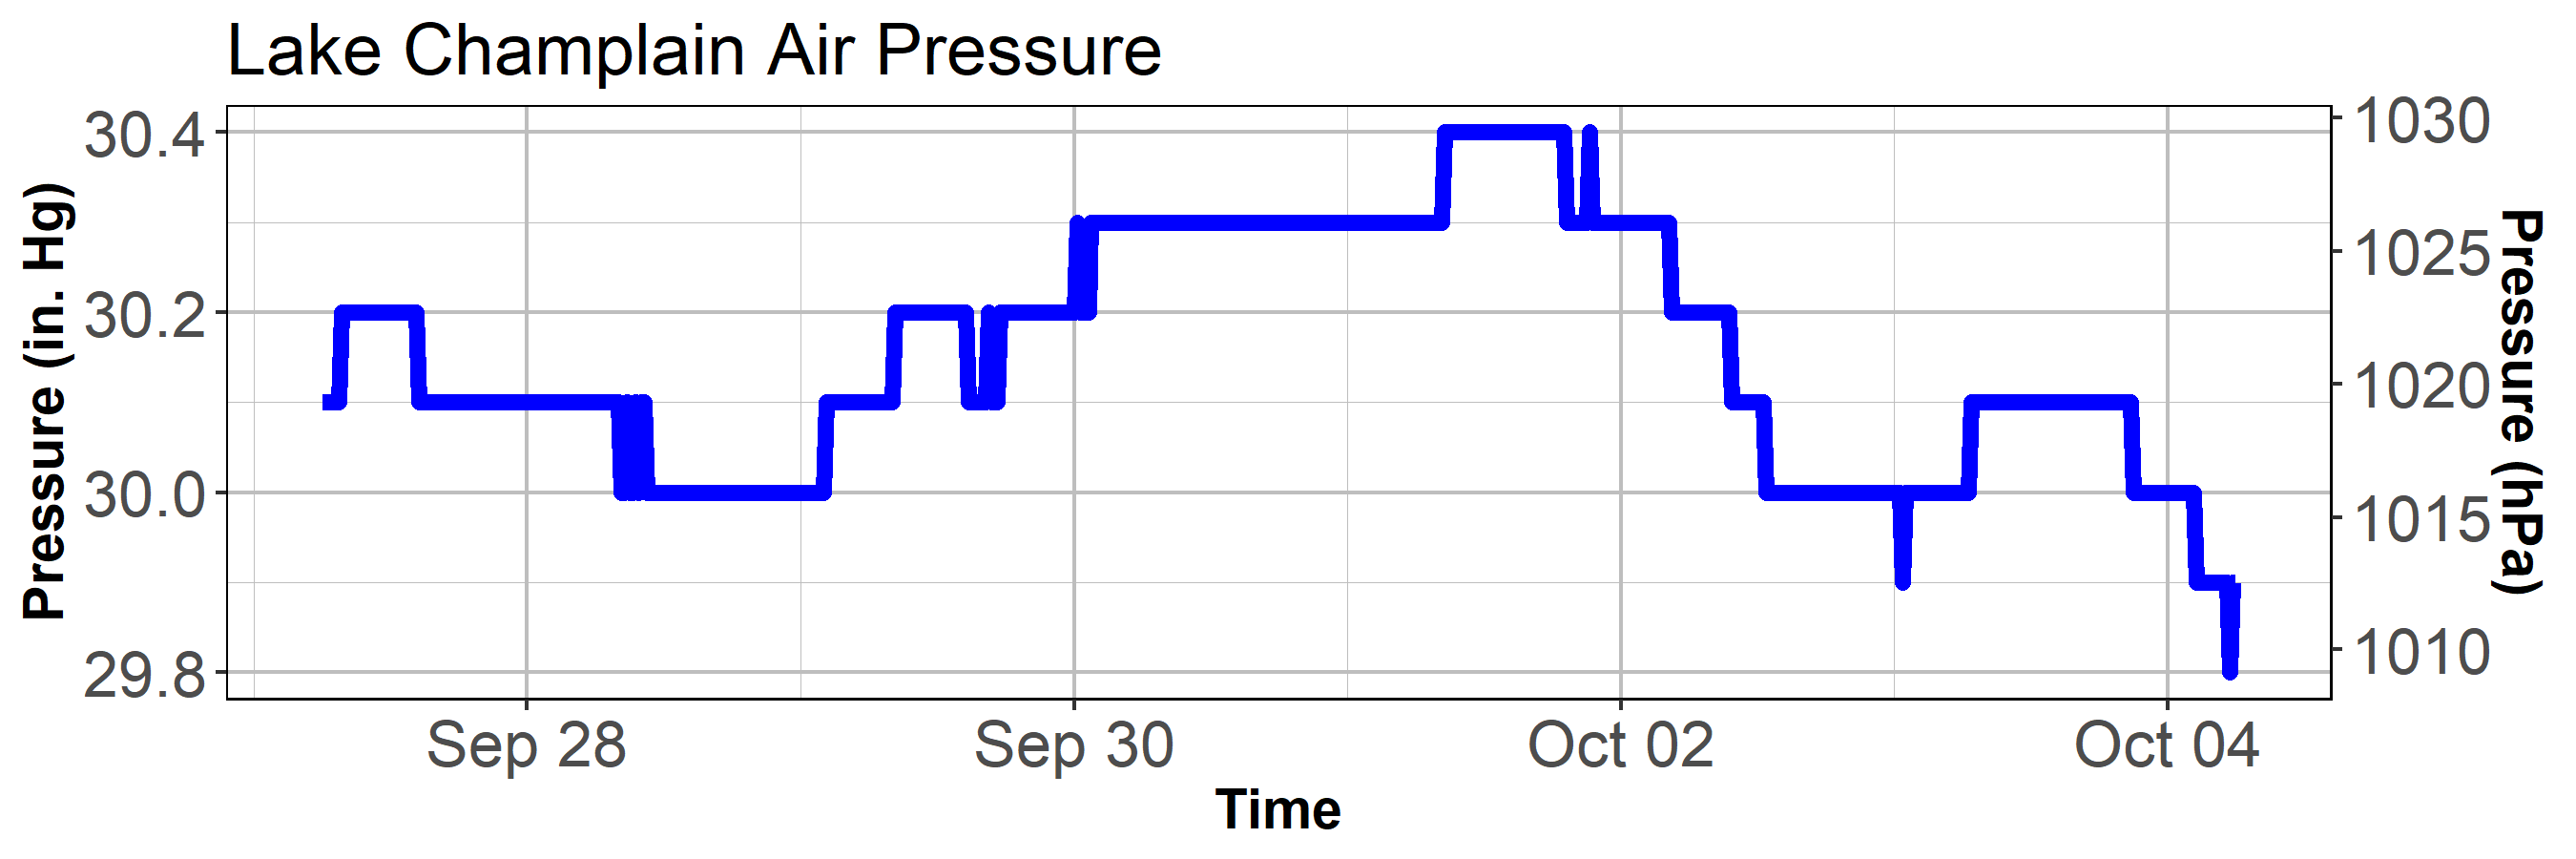 Lake Champlain Air Pressure
Pressure (in. Hg)
30.4
30.2
30.0
29.8
1030
1025
1020
1015
1010
Pressure (hPa)
Sep 28
Sep 30
Oct 02
Oct 04
Time